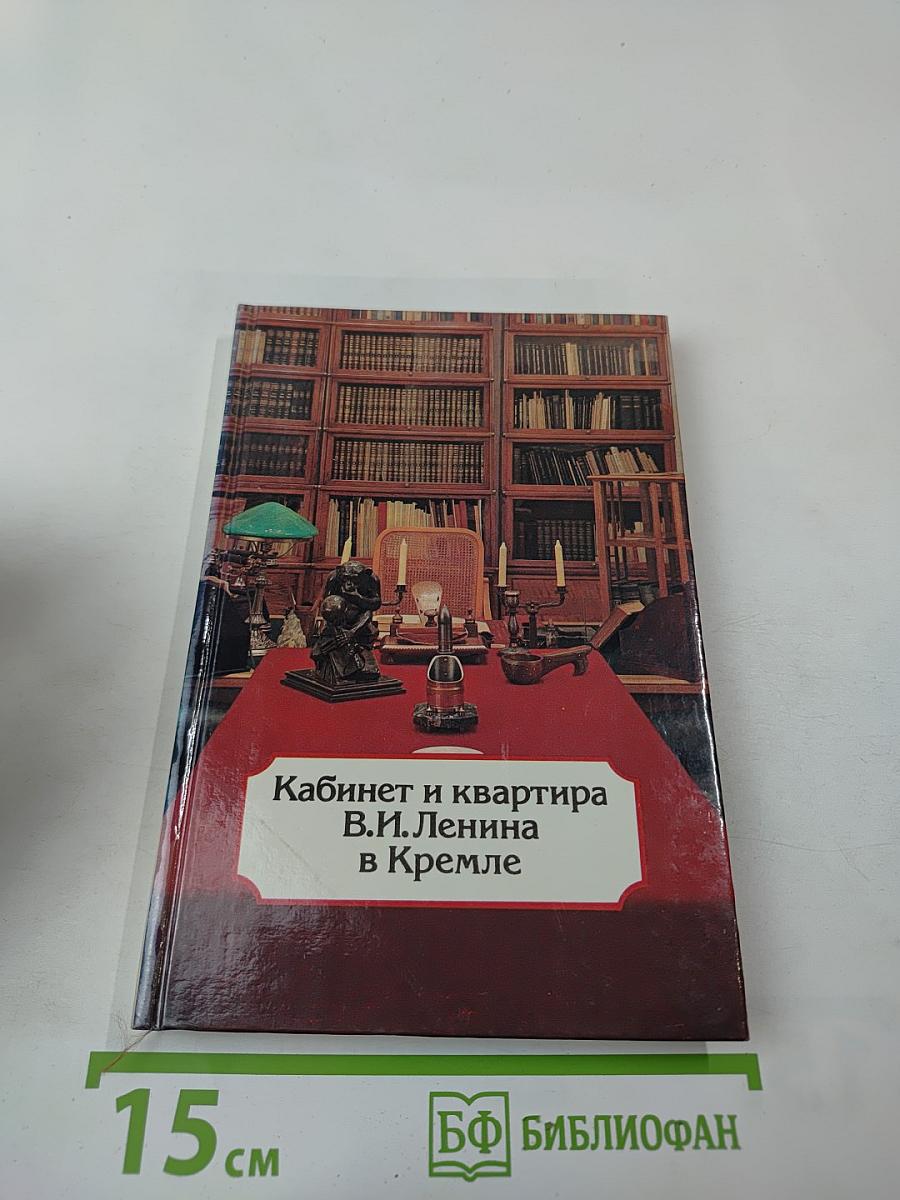 Кабинет и квартира
В.И. Ленина
в Кремле
15 см
БФ БИБЛИОФАН